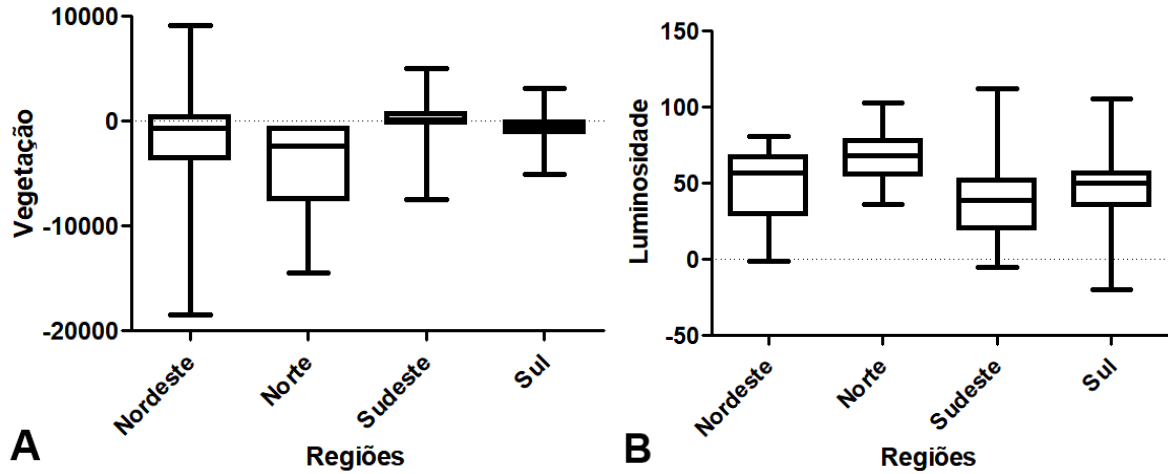 10000
0
-10000
-20000
Vegetação
Nordeste
Norte
Sudeste
Sul
Regiões
A
150
100
50
0
-50
Luminosidade
Nordeste
Norte
Sudeste
Sul
Regiões
B